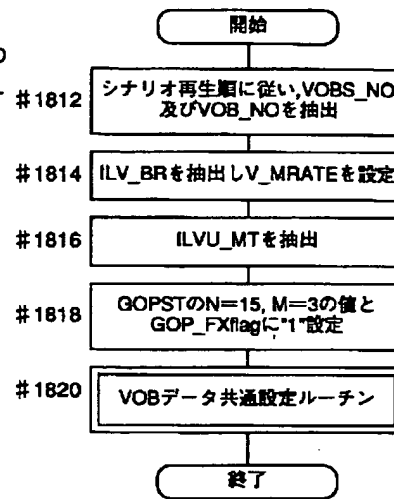 開始
#1812
シナリオ再生順に従い,VOBS_NO
及びVOB_NOを抽出
#1814
ILV_BRを抽出しV_MRATEを設定
#1816
ILVU_MTを抽出
#1818
GOPSTのN=15, M=3の値と
GOP_FXflagに"1"設定
#1820
VOBデータ共通設定ルーチン
終了